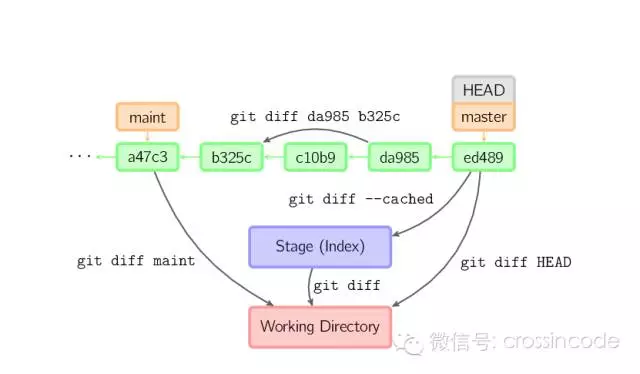 HEAD
maint
git diff da985 b325c
master
...
a47c3
b325c
c10b9
da985
ed489
git diff --cached
Stage (Index)
git diff maint
git diff HEAD
git diff
Working Directory
微信号: crossincode